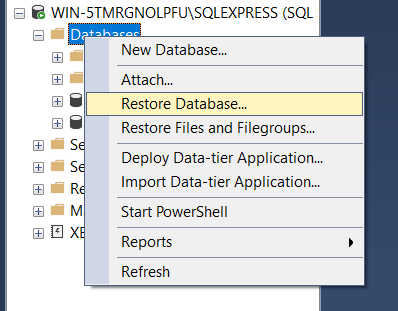 WIN-5TMRGNOLPFU\SQLEXPRESS (SQL
Databases
New Database...
Attach...
Restore Database...
Restore Files and Filegroups...
Deploy Data-tier Application...
Import Data-tier Application...
Start PowerShell
Reports
Refresh
Se
Se
Re
XE